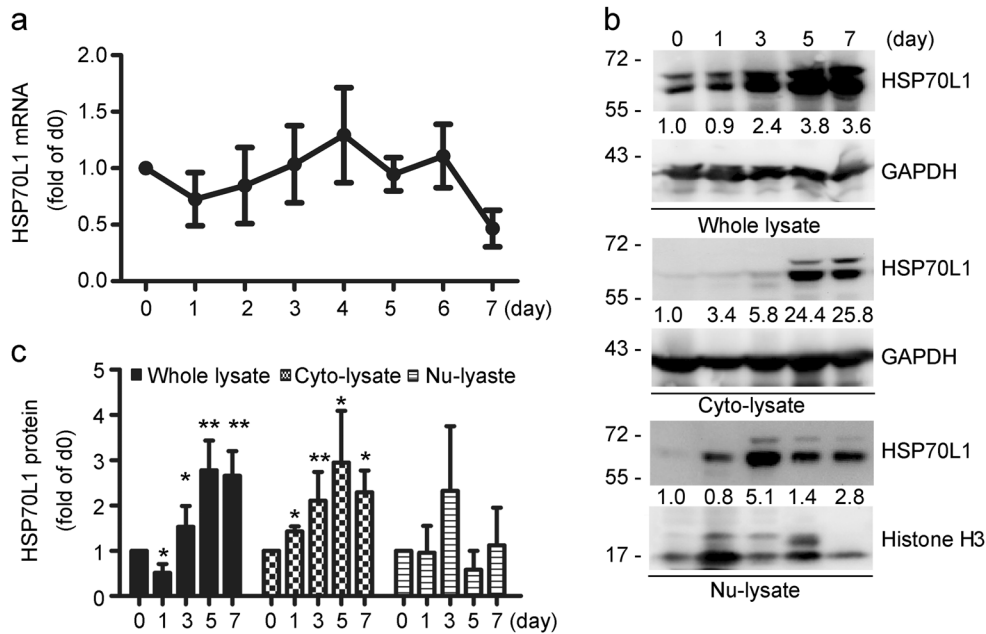 a
HSP70L1 mRNA
(fold of d0)
2.0
1.5
1.0
0.5
0.0
0 1 2 3 4 5 6 7 (day)
b
0 1 3 5 7 (day)
72 -
HSP70L1
55 -
1.0 0.9 2.4 3.8 3.6
43 -
GAPDH
Whole lysate
72 -
HSP70L1
55 -
1.0 3.4 5.8 24.4 25.8
43 -
GAPDH
Cyto-lysate
72 -
HSP70L1
55 -
1.0 0.8 5.1 1.4 2.8
Histone H3
17 -
Nu-lysate
c
HSP70L1 protein
(fold of d0)
5
4
3
2
1
0
Whole lysate Cyto-lysate Nu-lyaste
* * ** ** * ** * *
0 1 3 5 7 0 1 3 5 7 0 1 3 5 7 (day)